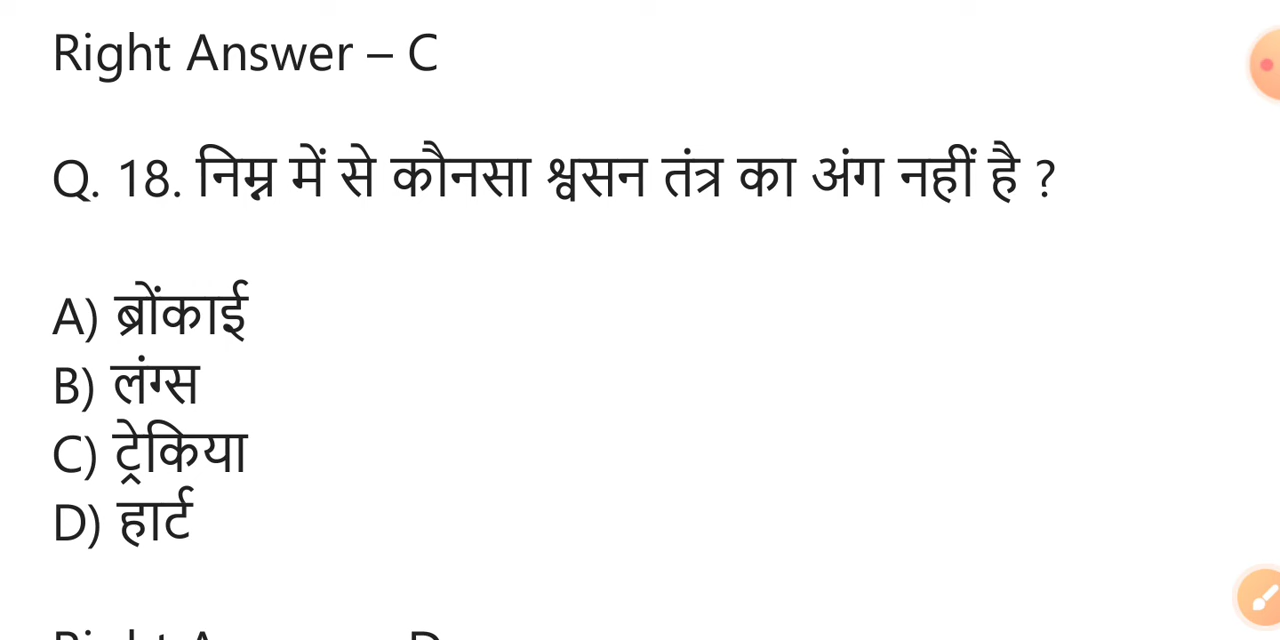 Right Answer – C
Q. 18. निम्न में से कौनसा श्वसन तंत्र का अंग नहीं है ?
A) ब्रोंकाई
B) लंग्स
C) ट्रेकिया
D) हार्ट